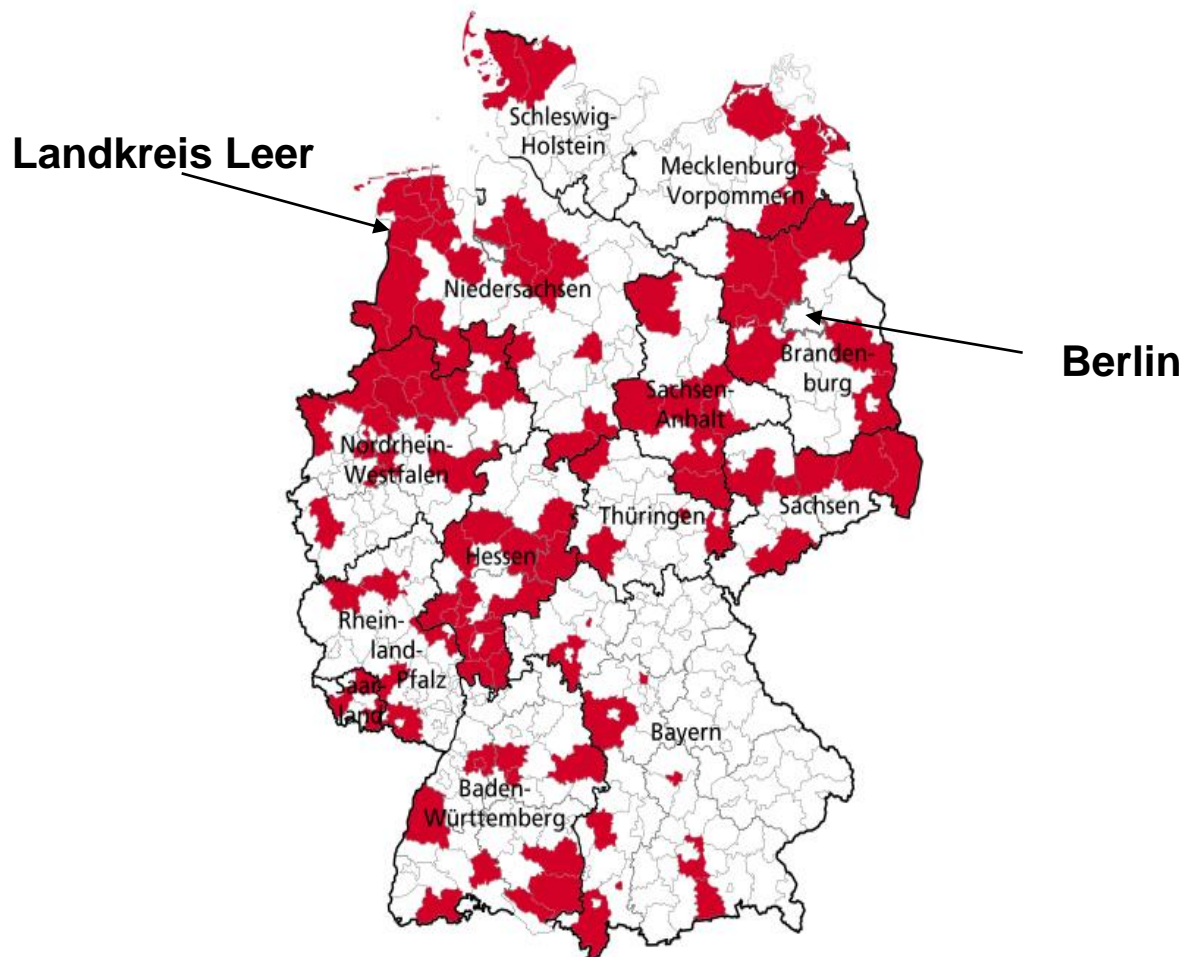 Schleswig-
Holstein
Landkreis Leer
Mecklenburg-
Vorpommern
Niedersachsen
Berlin
Branden-
burg
Sachsen-
Anhalt
Nordrhein-
Westfalen
Sachsen
Thüringen
Hessen
Rhein-
land-
Pfalz
Saar-
land
Bayern
Baden-
Württemberg